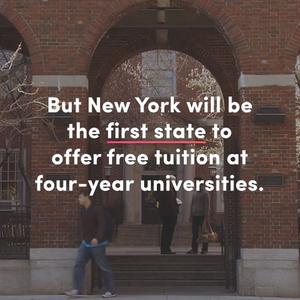 But New York will be
the first state to
offer free tuition at
four-year universities.